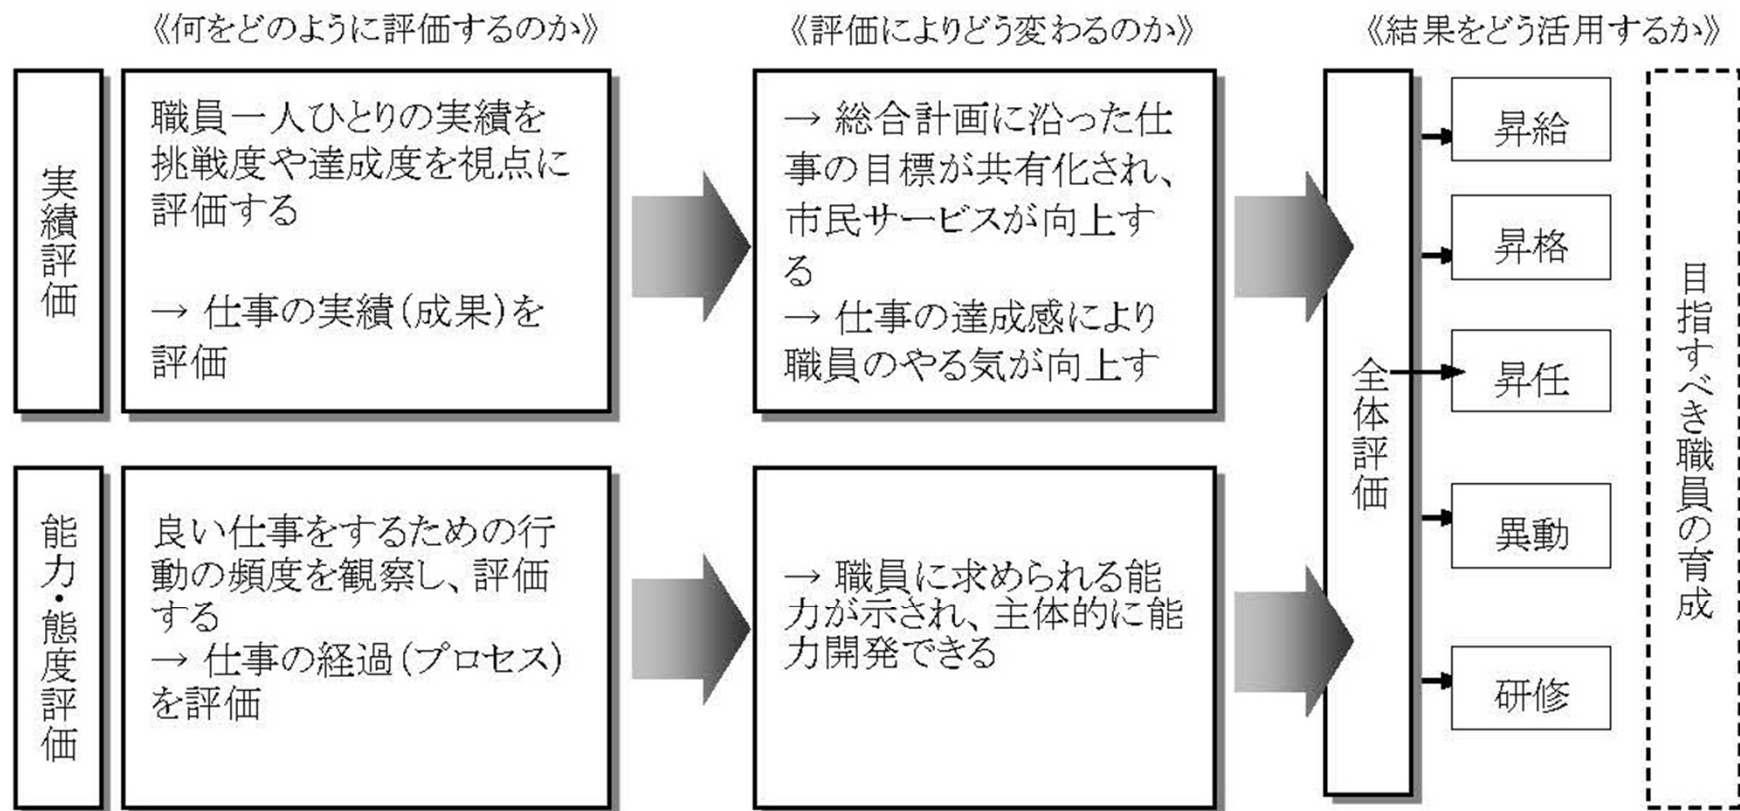 《何をどのように評価するのか》
《評価によりどう変わるのか》
《結果をどう活用するか》
実績評価
職員一人ひとりの実績を
挑戦度や達成度を視点に
評価する
→ 仕事の実績(成果)を
評価
→ 総合計画に沿った仕
事の目標が共有化され、
市民サービスが向上す
る
→ 仕事の達成感により
職員のやる気が向上す
能力・態度評価
良い仕事をするための行
動の頻度を観察し、評価
する
→ 仕事の経過(プロセス)
を評価
→ 職員に求められる能
力が示され、主体的に能
力開発できる
全体評価
昇給
昇格
昇任
異動
研修
目指すべき職員の育成